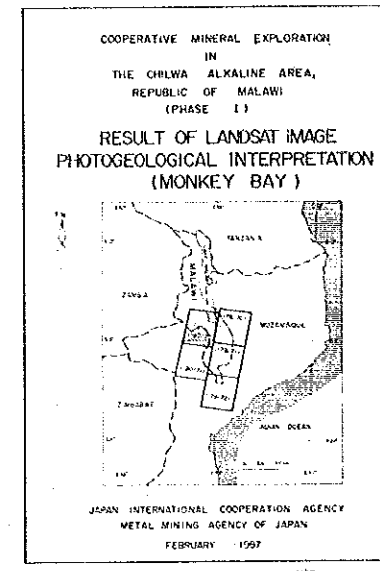 COOPERATIVE MINERAL EXPLORATION
IN
THE CHILWA ALKALINE AREA,
REPUBLIC OF MALAWI
(PHASE I)
RESULT OF LANDSAT IMAGE
PHOTOGEOLOGICAL INTERPRETATION
(MONKEY BAY)
TANZANIA
MALAWI
ZAMBIA
MOZAMBIQUE
ZIMBABWE
INDIAN OCEAN
JAPAN INTERNATIONAL COOPERATION AGENCY
METAL MINING AGENCY OF JAPAN
FEBRUARY 1987